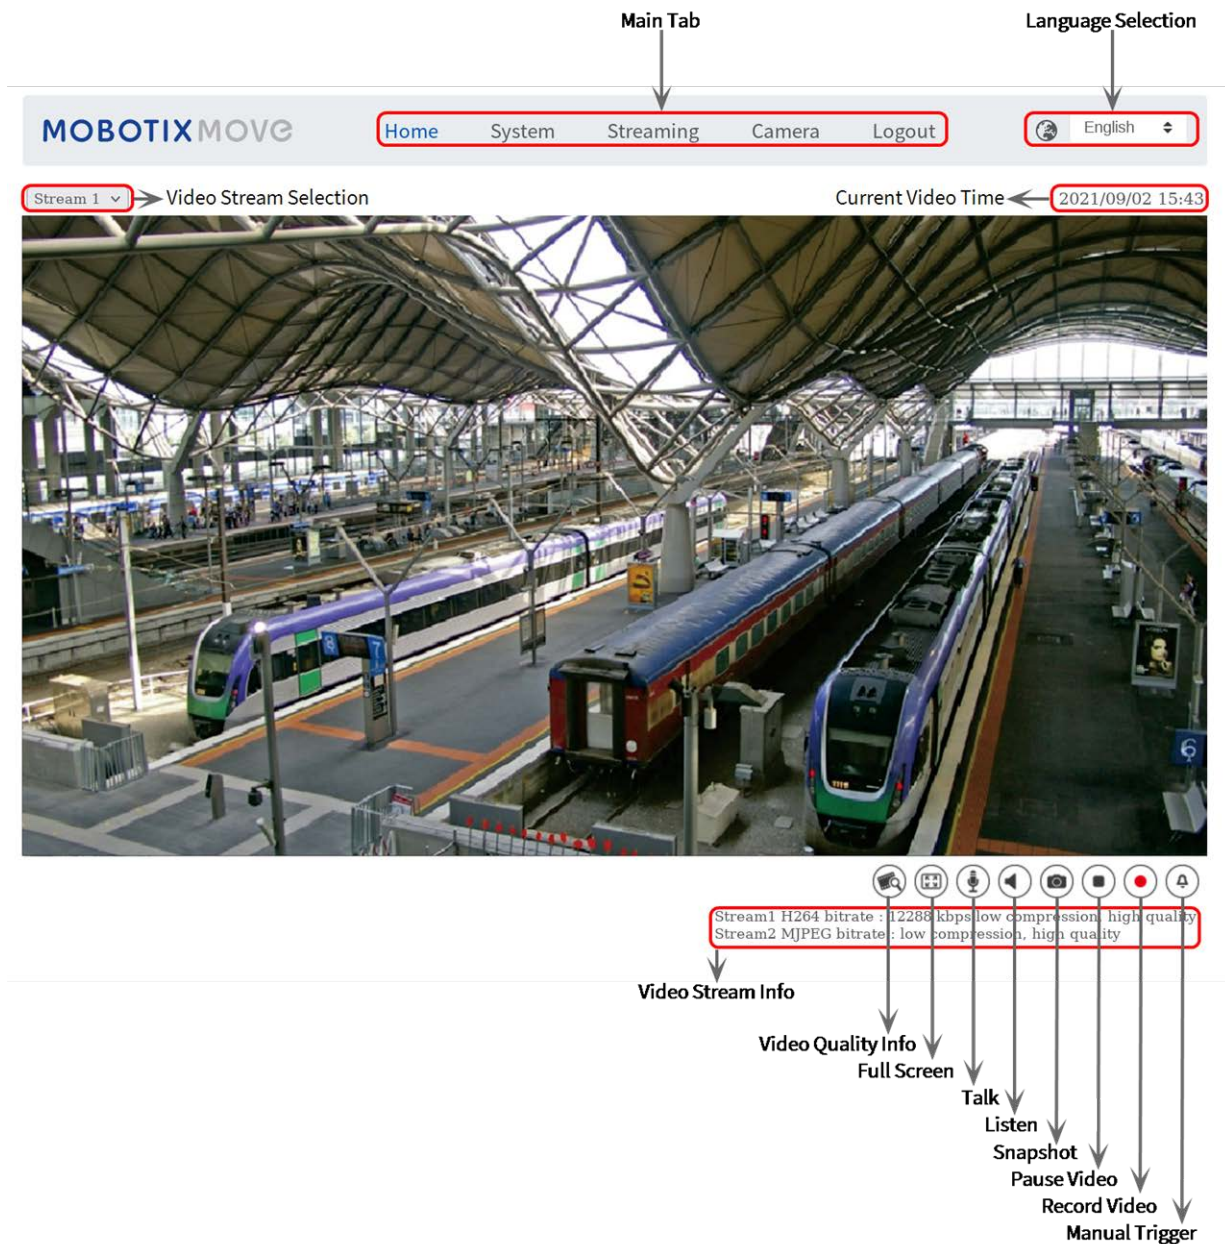 Main Tab
Language Selection
MOBOTIX MOVE
Home System Streaming Camera Logout
English
Stream 1
Video Stream Selection
Current Video Time
2021/09/02 15:43
8
7
6
Stream1 H264 bitrate : 12288 kbps low compression, high quality
Stream2 MJPEG bitrate : low compression, high quality
Video Stream Info
Video Quality Info
Full Screen
Talk
Listen
Snapshot
Pause Video
Record Video
Manual Trigger